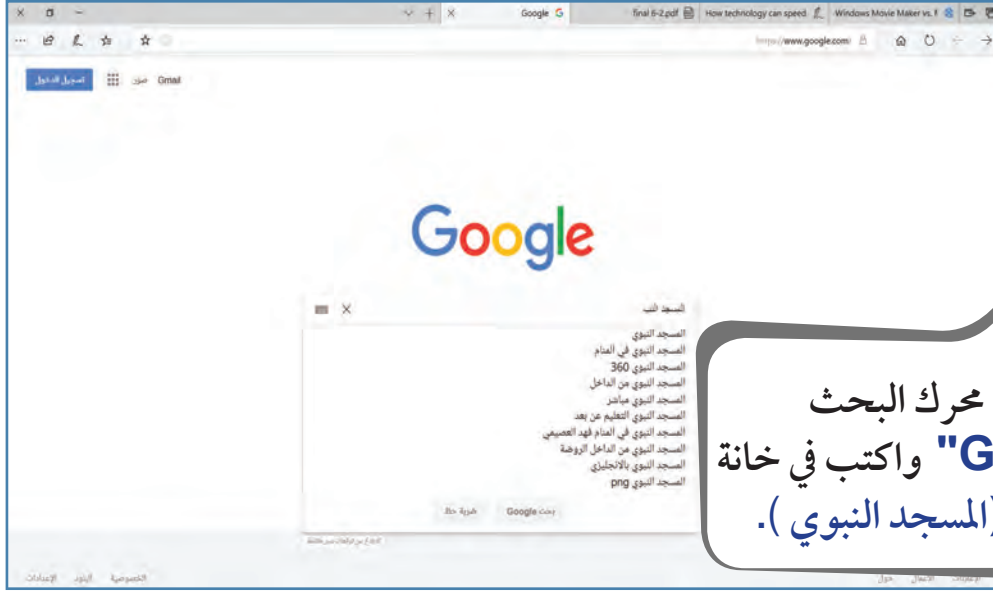 Windows Movie Maker vs. f
How technology can speed
final 6-2.pdf
Google
https://www.google.com/
Gmail
صور
تسجيل الدخول
Google
المسجد النب
المسجد النبوي
المسجد النبوي في المنام
المسجد النبوي 360
المسجد النبوي من الداخل
المسجد النبوي مباشر
المسجد النبوي التعليم عن بعد
المسجد النبوي في المنام فهد العصيمي
المسجد النبوي من الداخل الروضة
المسجد النبوي بالانجليزي
المسجد النبوي png
بحث Google
ضربة حظ
محرك البحث
G" واكتب في خانة
(المسجد النبوي ).
الإعلانات الأعمال حول
الخصوصية البنود الإعدادات